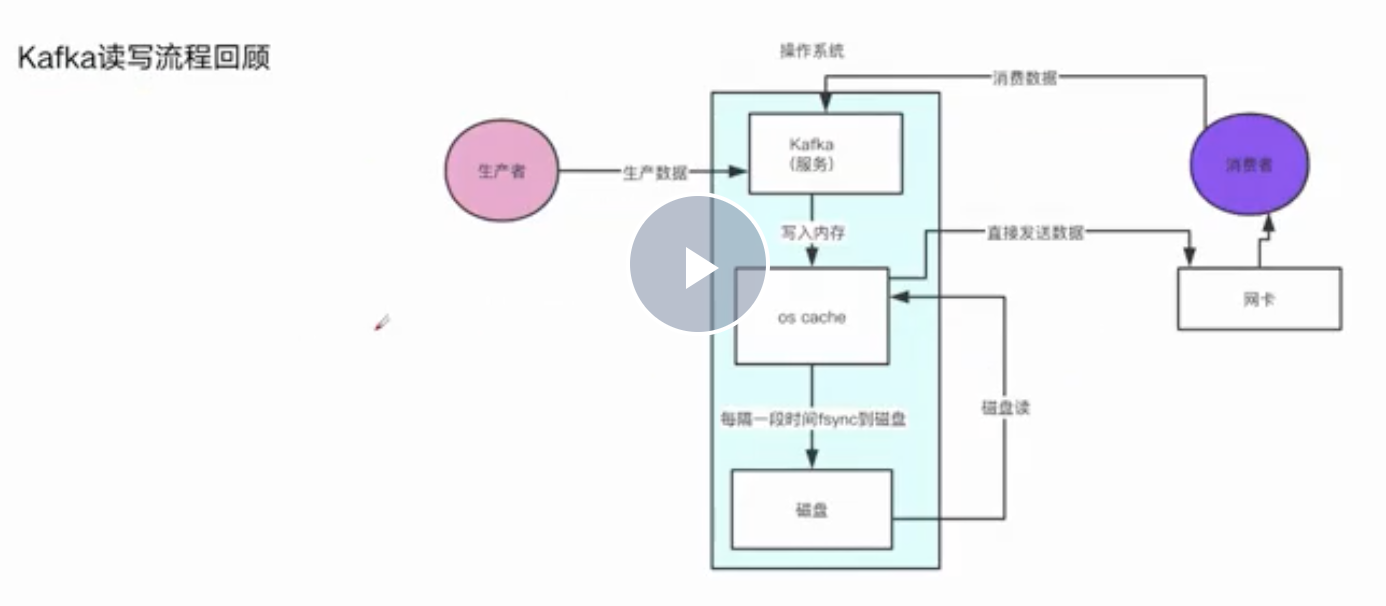 Kafka读写流程回顾
操作系统
消费数据
Kafka
（服务）
生产者
生产数据
消费者
写入内存
直接发送数据
网卡
os cache
磁盘读
每隔一段时间fsync到磁盘
磁盘